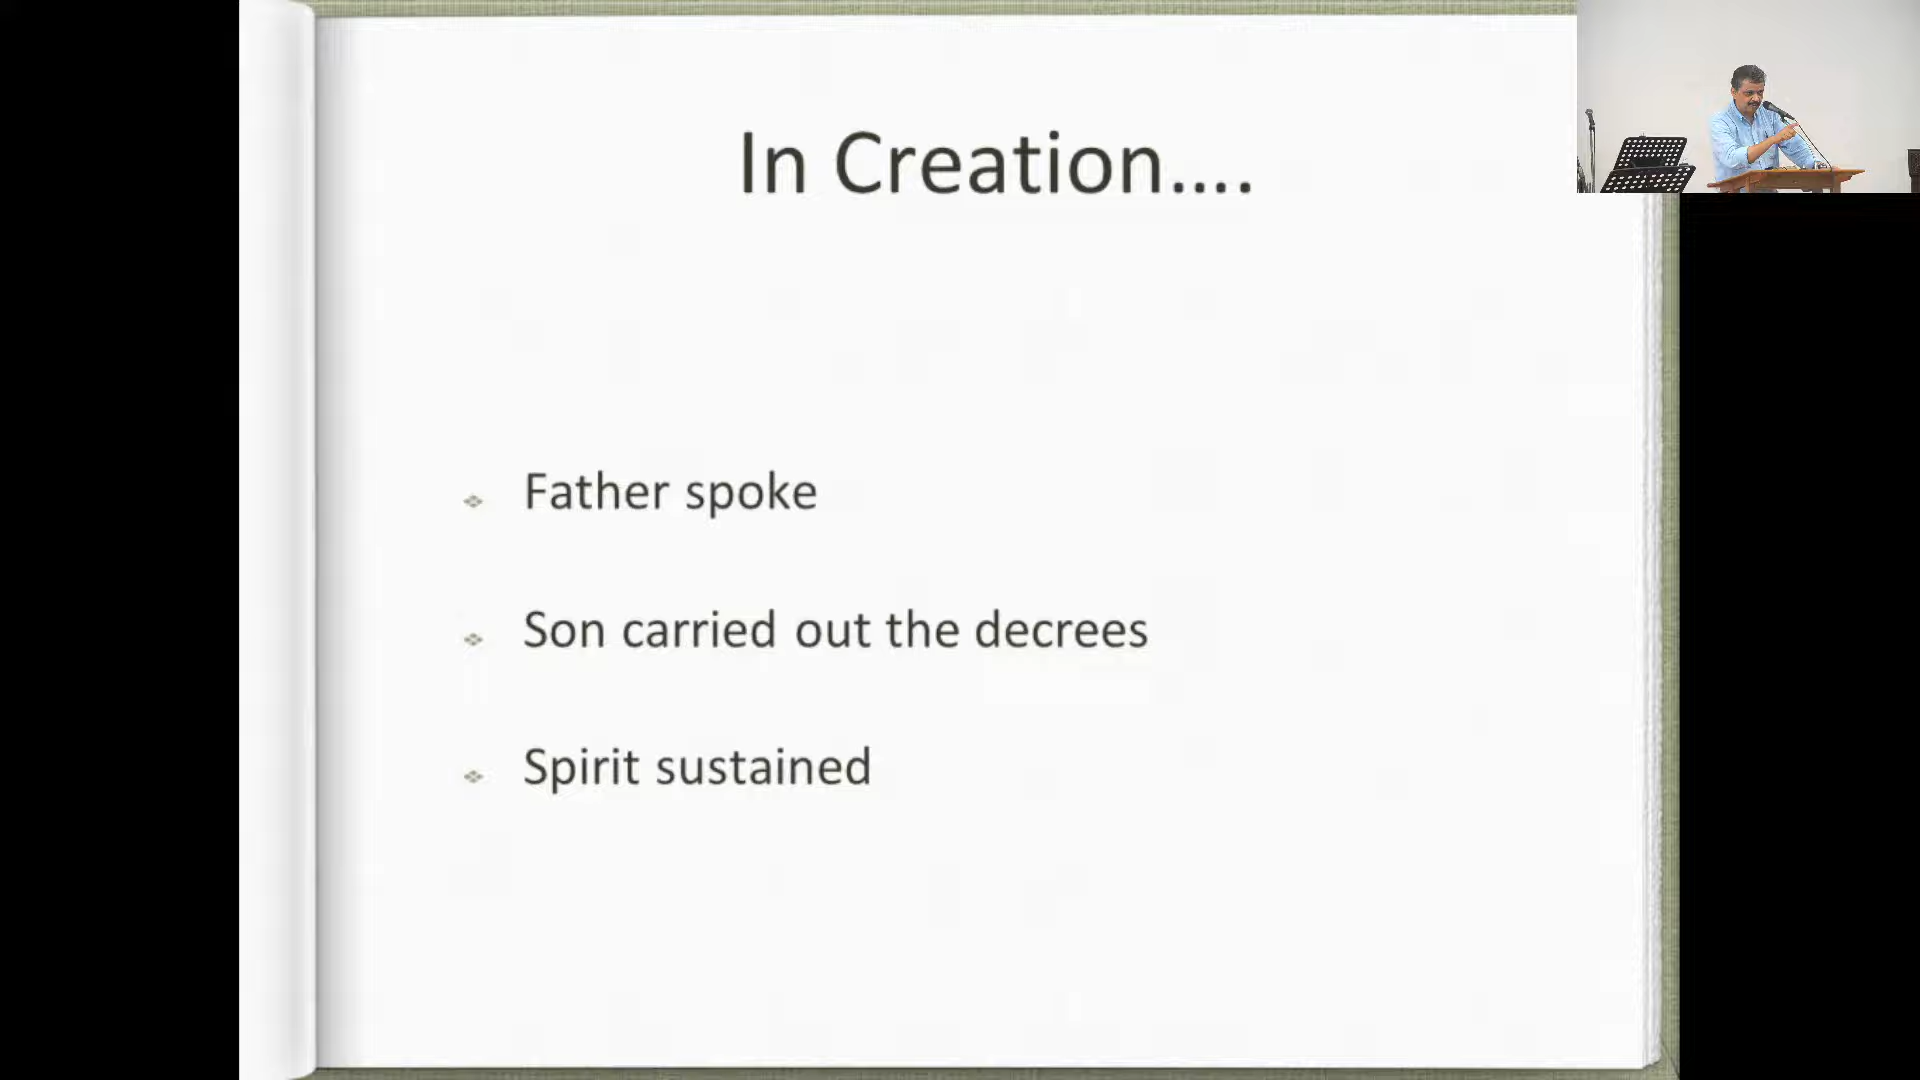 In Creation....
Father spoke
Son carried out the decrees
Spirit sustained